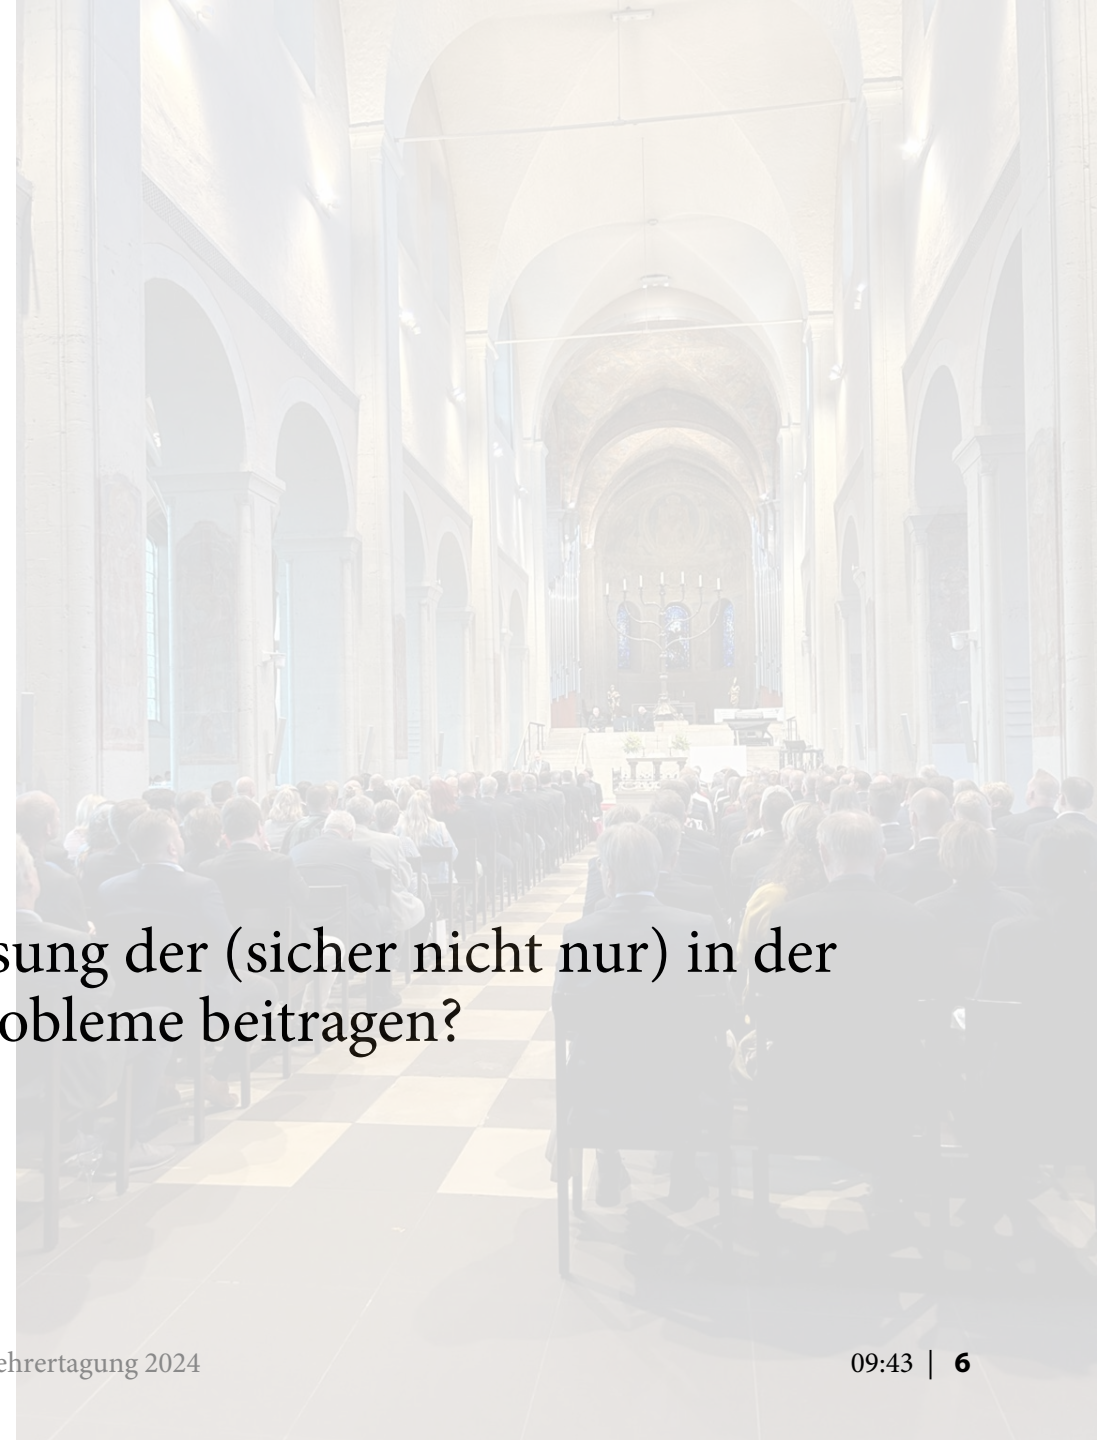 sung der (sicher nicht nur) in der
obleme beitragen?
ehrertagung 2024
09:43 | 6